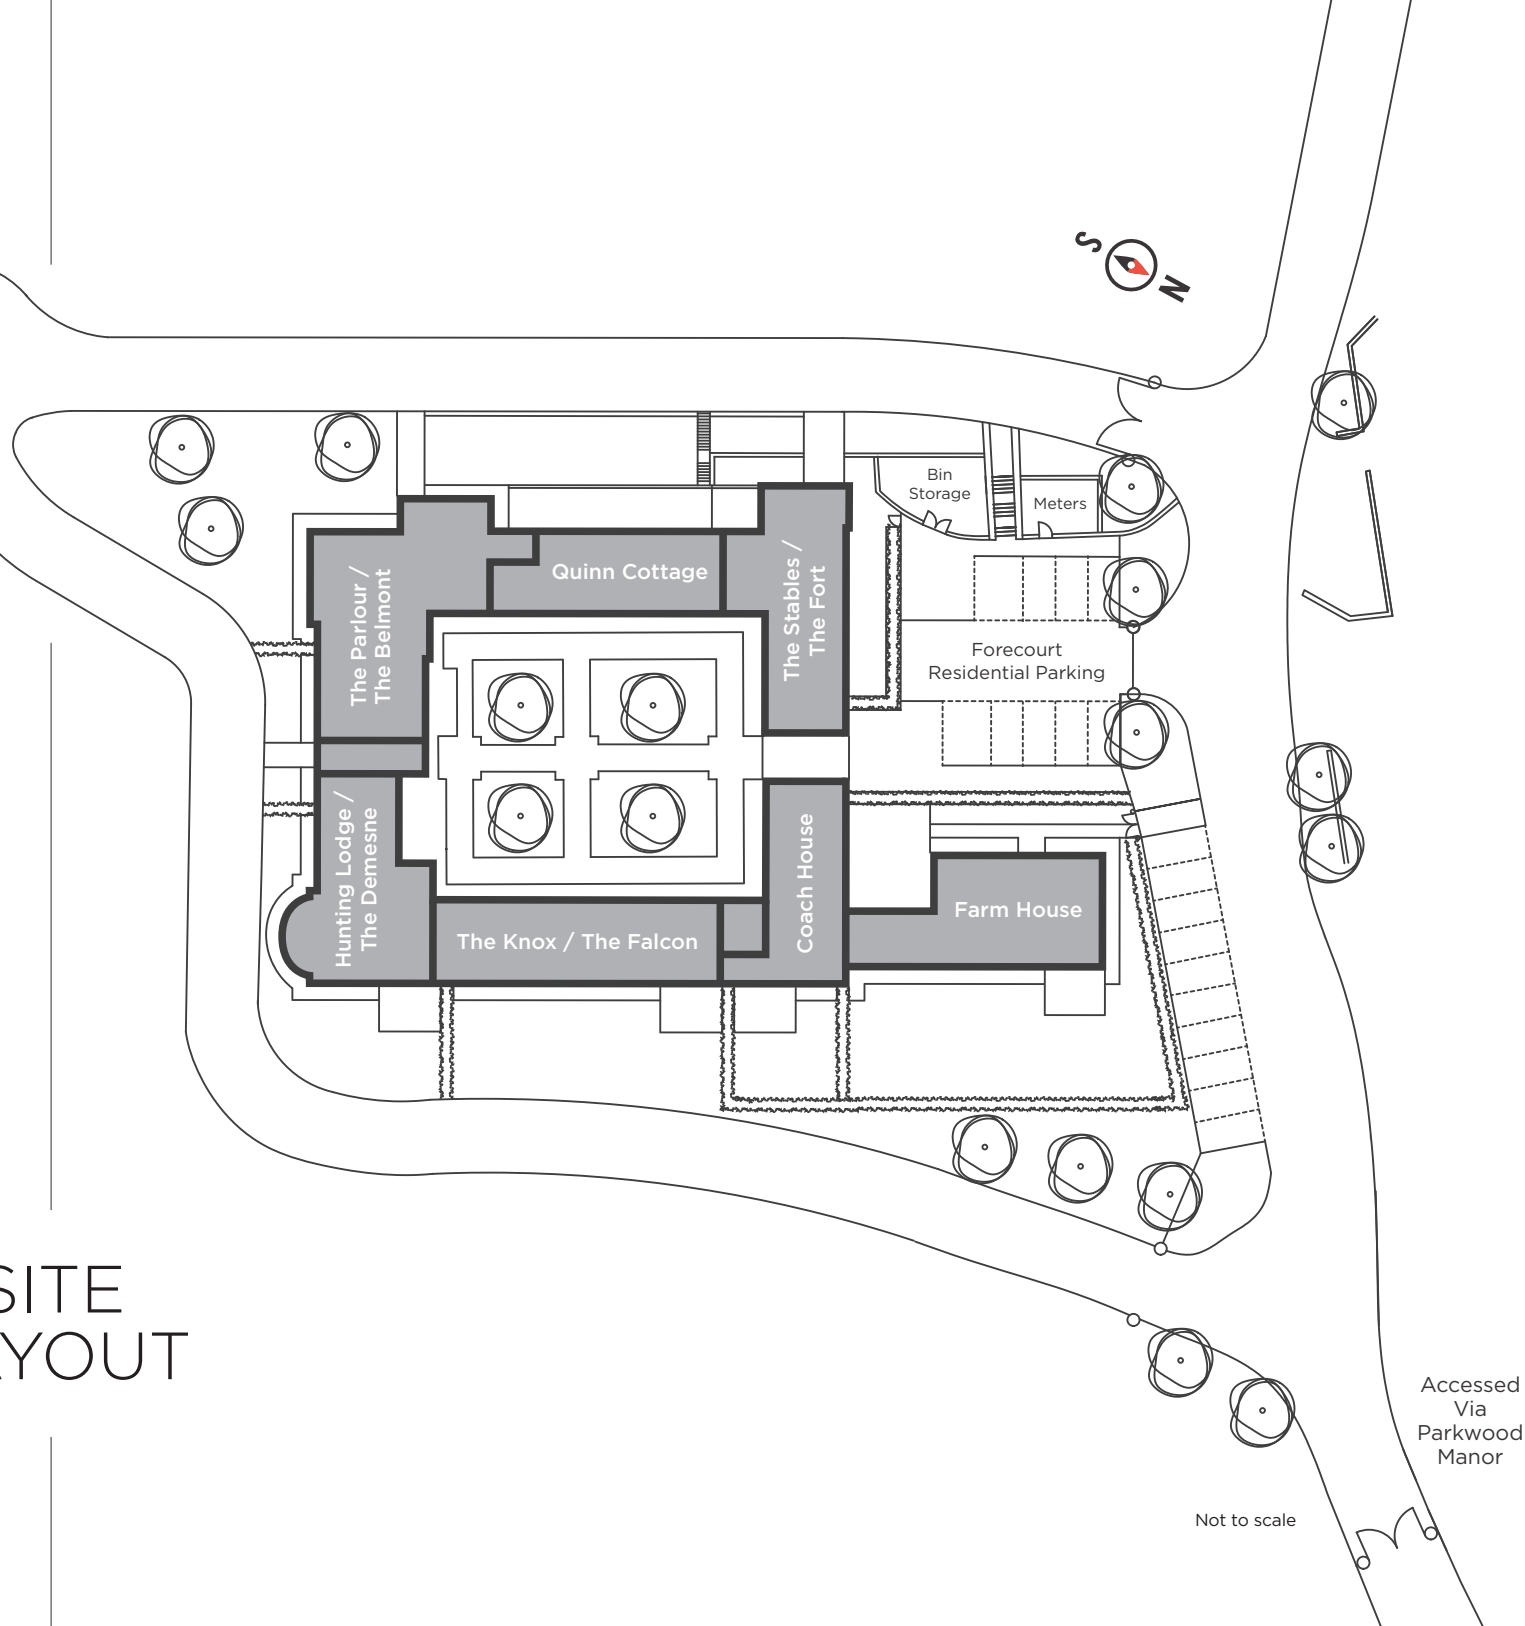 S
N
Bin
Storage
Meters
Quinn Cottage
The Parlour /
The Belmont
The Stables /
The Fort
Forecourt
Residential Parking
Hunting Lodge /
The Demesne
Coach House
Farm House
The Knox / The Falcon
SITE
AYOUT
Accessed
Via
Parkwood
Manor
Not to scale